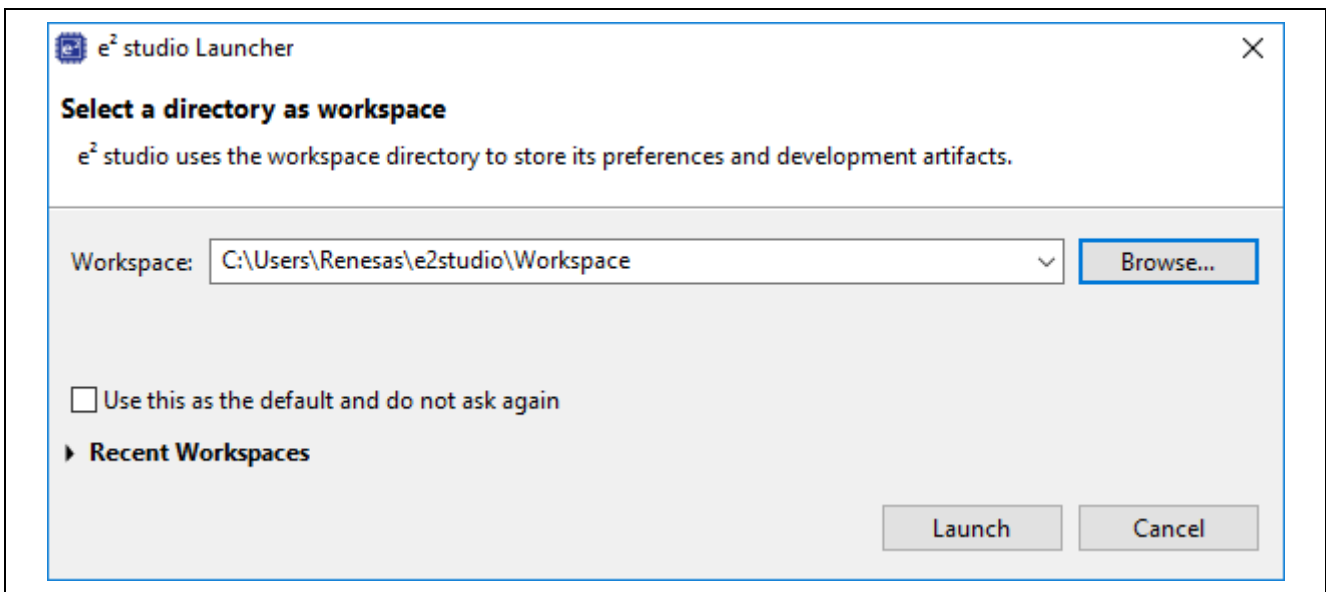 e² studio Launcher
Select a directory as workspace
e² studio uses the workspace directory to store its preferences and development artifacts.
Workspace: C:\Users\Renesas\e2studio\Workspace Browse...
Use this as the default and do not ask again
Recent Workspaces
Launch Cancel